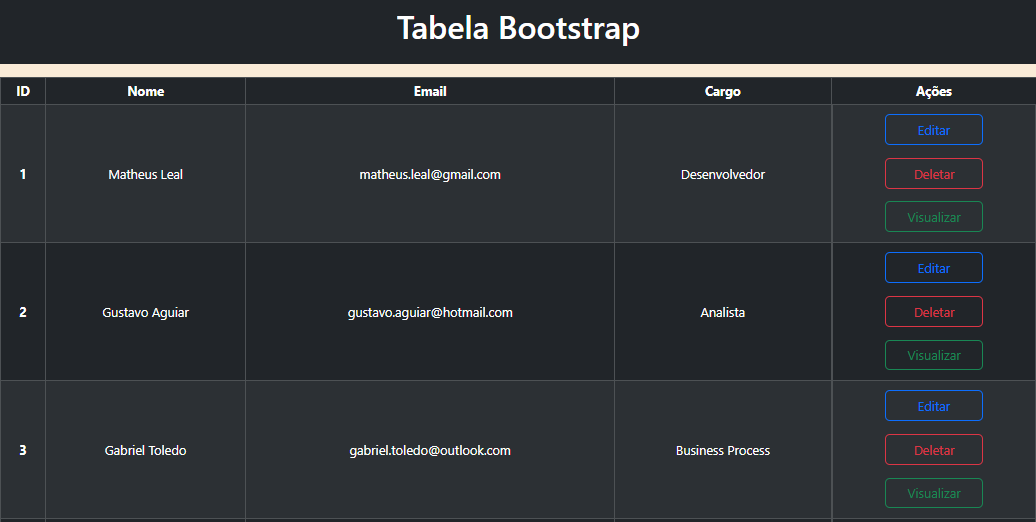 Tabela Bootstrap
ID Nome Email Cargo Ações
1 Matheus Leal matheus.leal@gmail.com Desenvolvedor Editar
Deletar
Visualizar
2 Gustavo Aguiar gustavo.aguiar@hotmail.com Analista Editar
Deletar
Visualizar
3 Gabriel Toledo gabriel.toledo@outlook.com Business Process Editar
Deletar
Visualizar